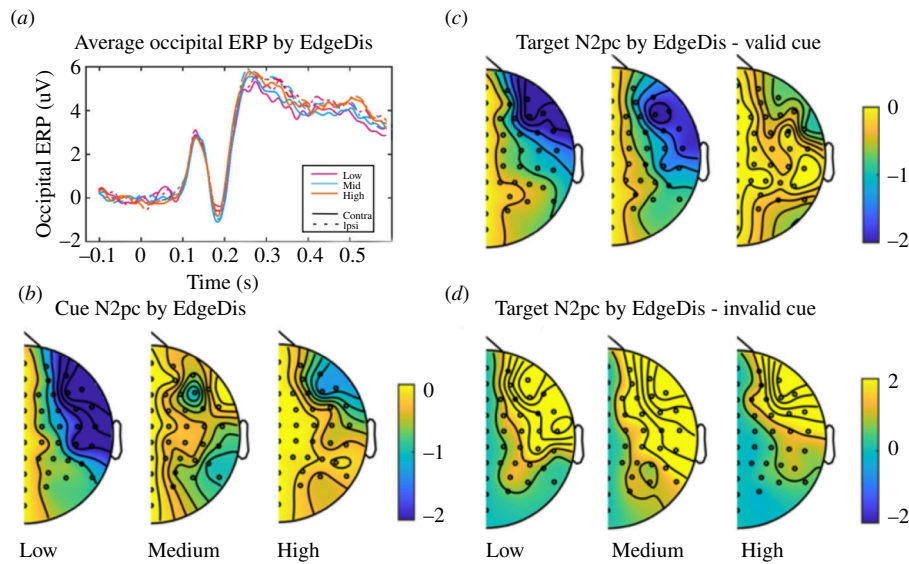 (a)
Average occipital ERP by EdgeDis
Occipital ERP (uV)
6
4
2
0
−2
Low
Mid
High
Contra
Ipsi
−0.1 0 0.1 0.2 0.3 0.4 0.5
Time (s)
(b)
Cue N2pc by EdgeDis
0
−1
−2
Low Medium High
(c)
Target N2pc by EdgeDis - valid cue
0
−1
−2
(d)
Target N2pc by EdgeDis - invalid cue
2
0
−2
Low Medium High